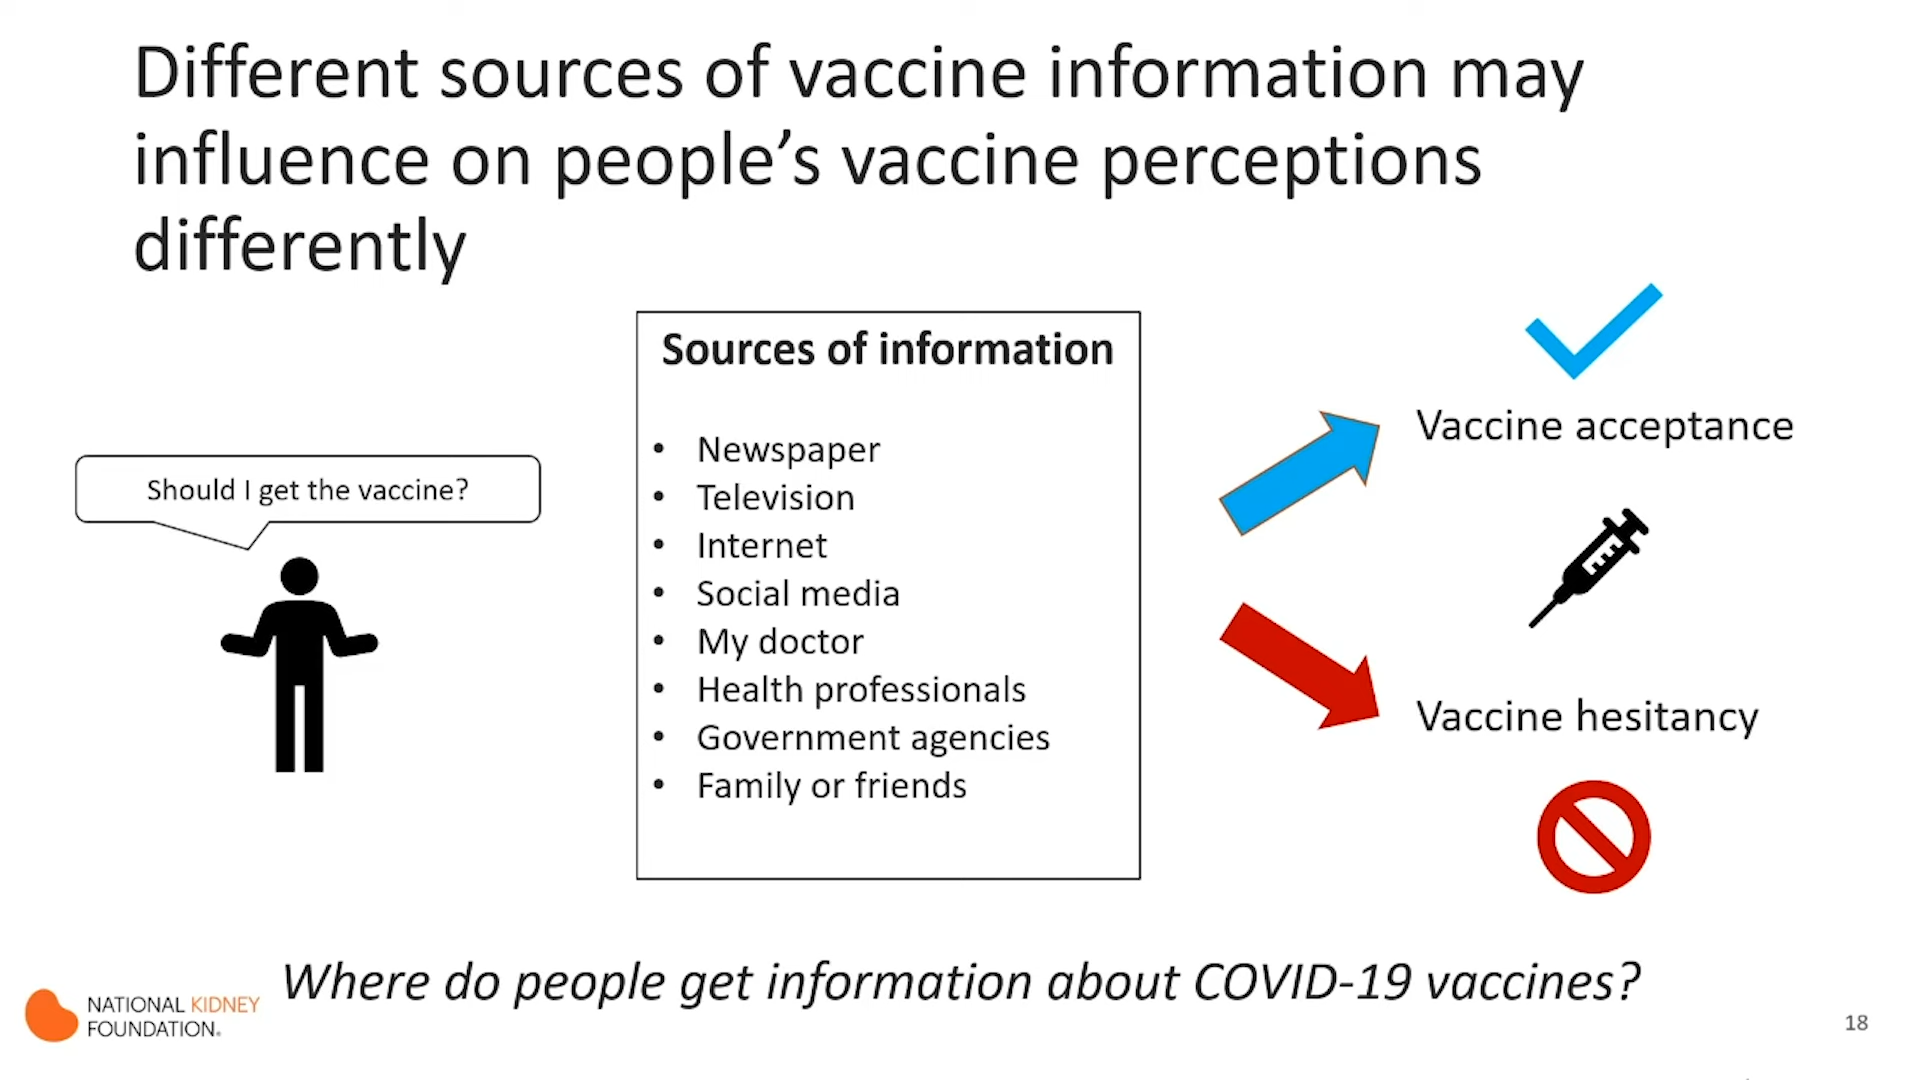 Different sources of vaccine information may
influence on people's vaccine perceptions
differently
Should I get the vaccine?
Sources of information
• Newspaper
• Television
• Internet
• Social media
• My doctor
• Health professionals
• Government agencies
• Family or friends
Vaccine acceptance
Vaccine hesitancy
Where do people get information about COVID-19 vaccines?
NATIONAL KIDNEY
FOUNDATION®
18